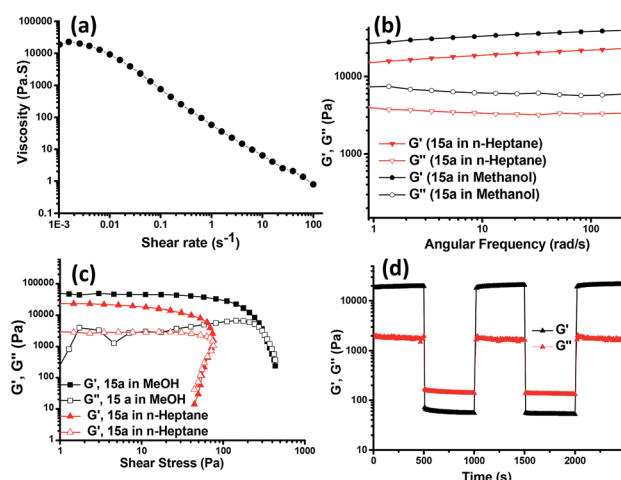 (a)
100000
10000
1000
100
10
1
0.1
Viscosity (Pa.S)
1E-3 0.01 0.1 1 10 100
Shear rate (s-1)
(b)
10000
1000
G', G'' (Pa)
G' (15a in n-Heptane)
G'' (15a in n-Heptane)
G' (15a in Methanol)
G'' (15a in Methanol)
1 10 100
Angular Frequency (rad/s)
(c)
100000
10000
1000
100
10
1
G', G'' (Pa)
G', 15a in MeOH
G'', 15 a in MeOH
G', 15a in n-Heptane
G', 15a in n-Heptane
1 10 100 1000
Shear Stress (Pa)
(d)
10000
1000
100
10
G', G'' (Pa)
G'
G''
0 500 1000 1500 2000
Time (s)